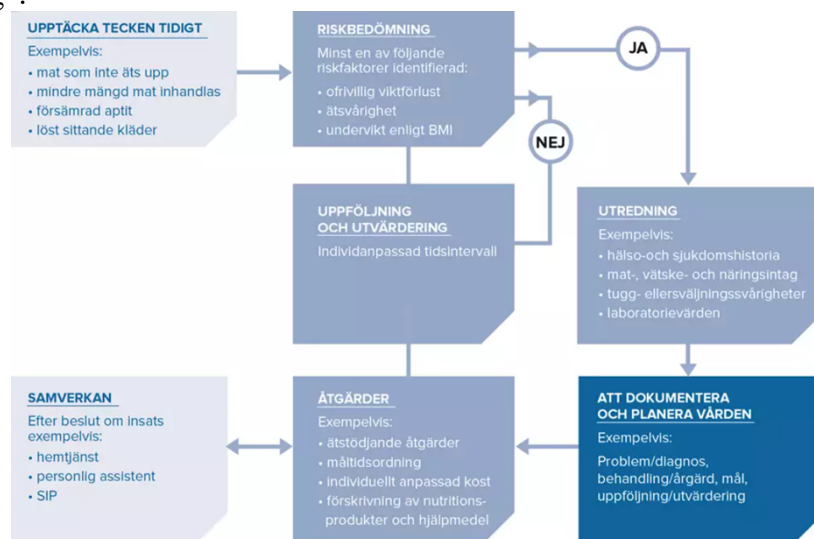 UPPTÄCKA TECKEN TIDIGT
Exempelvis:
• mat som inte äts upp
• mindre mängd mat inhandlas
• försämrad aptit
• löst sittande kläder
RISKBEDÖMNING
Minst en av följande
riskfaktorer identifierad:
• ofrivillig viktförlust
• ätsvårighet
• undervikt enligt BMI
JA
NEJ
UPPFÖLJNING
OCH UTVÄRDERING
Individanpassad tidsintervall
UTREDNING
Exempelvis:
• hälso-och sjukdomshistoria
• mat-, vätske- och näringsintag
• tugg- ellersväljningssvårigheter
• laboratorievärden
SAMVERKAN
Efter beslut om insats
exempelvis:
• hemtjänst
• personlig assistent
• SIP
ÅTGÄRDER
Exempelvis:
• ätstödjande åtgärder
• måltidsordning
• individuellt anpassad kost
• förskrivning av nutritions-
produkter och hjälpmedel
ATT DOKUMENTERA
OCH PLANERA VÅRDEN
Exempelvis:
Problem/diagnos,
behandling/årgärd, mål,
uppföljning/utvärdering